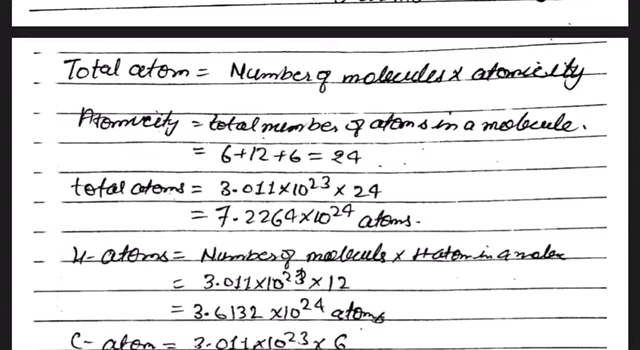 Total atom = Number of molecules × atomicity
Atomicity = total number of atoms in a molecule.
= 6+12+6 = 24
total atoms = 3.011×10²³ × 24
= 7.2264×10²⁴ atoms.
H-atoms = Number of molecule × H atom in a molec
= 3.011×10²³ × 12
= 3.6132 ×10²⁴ atoms
C- atom = 3.011×10²³ × 6